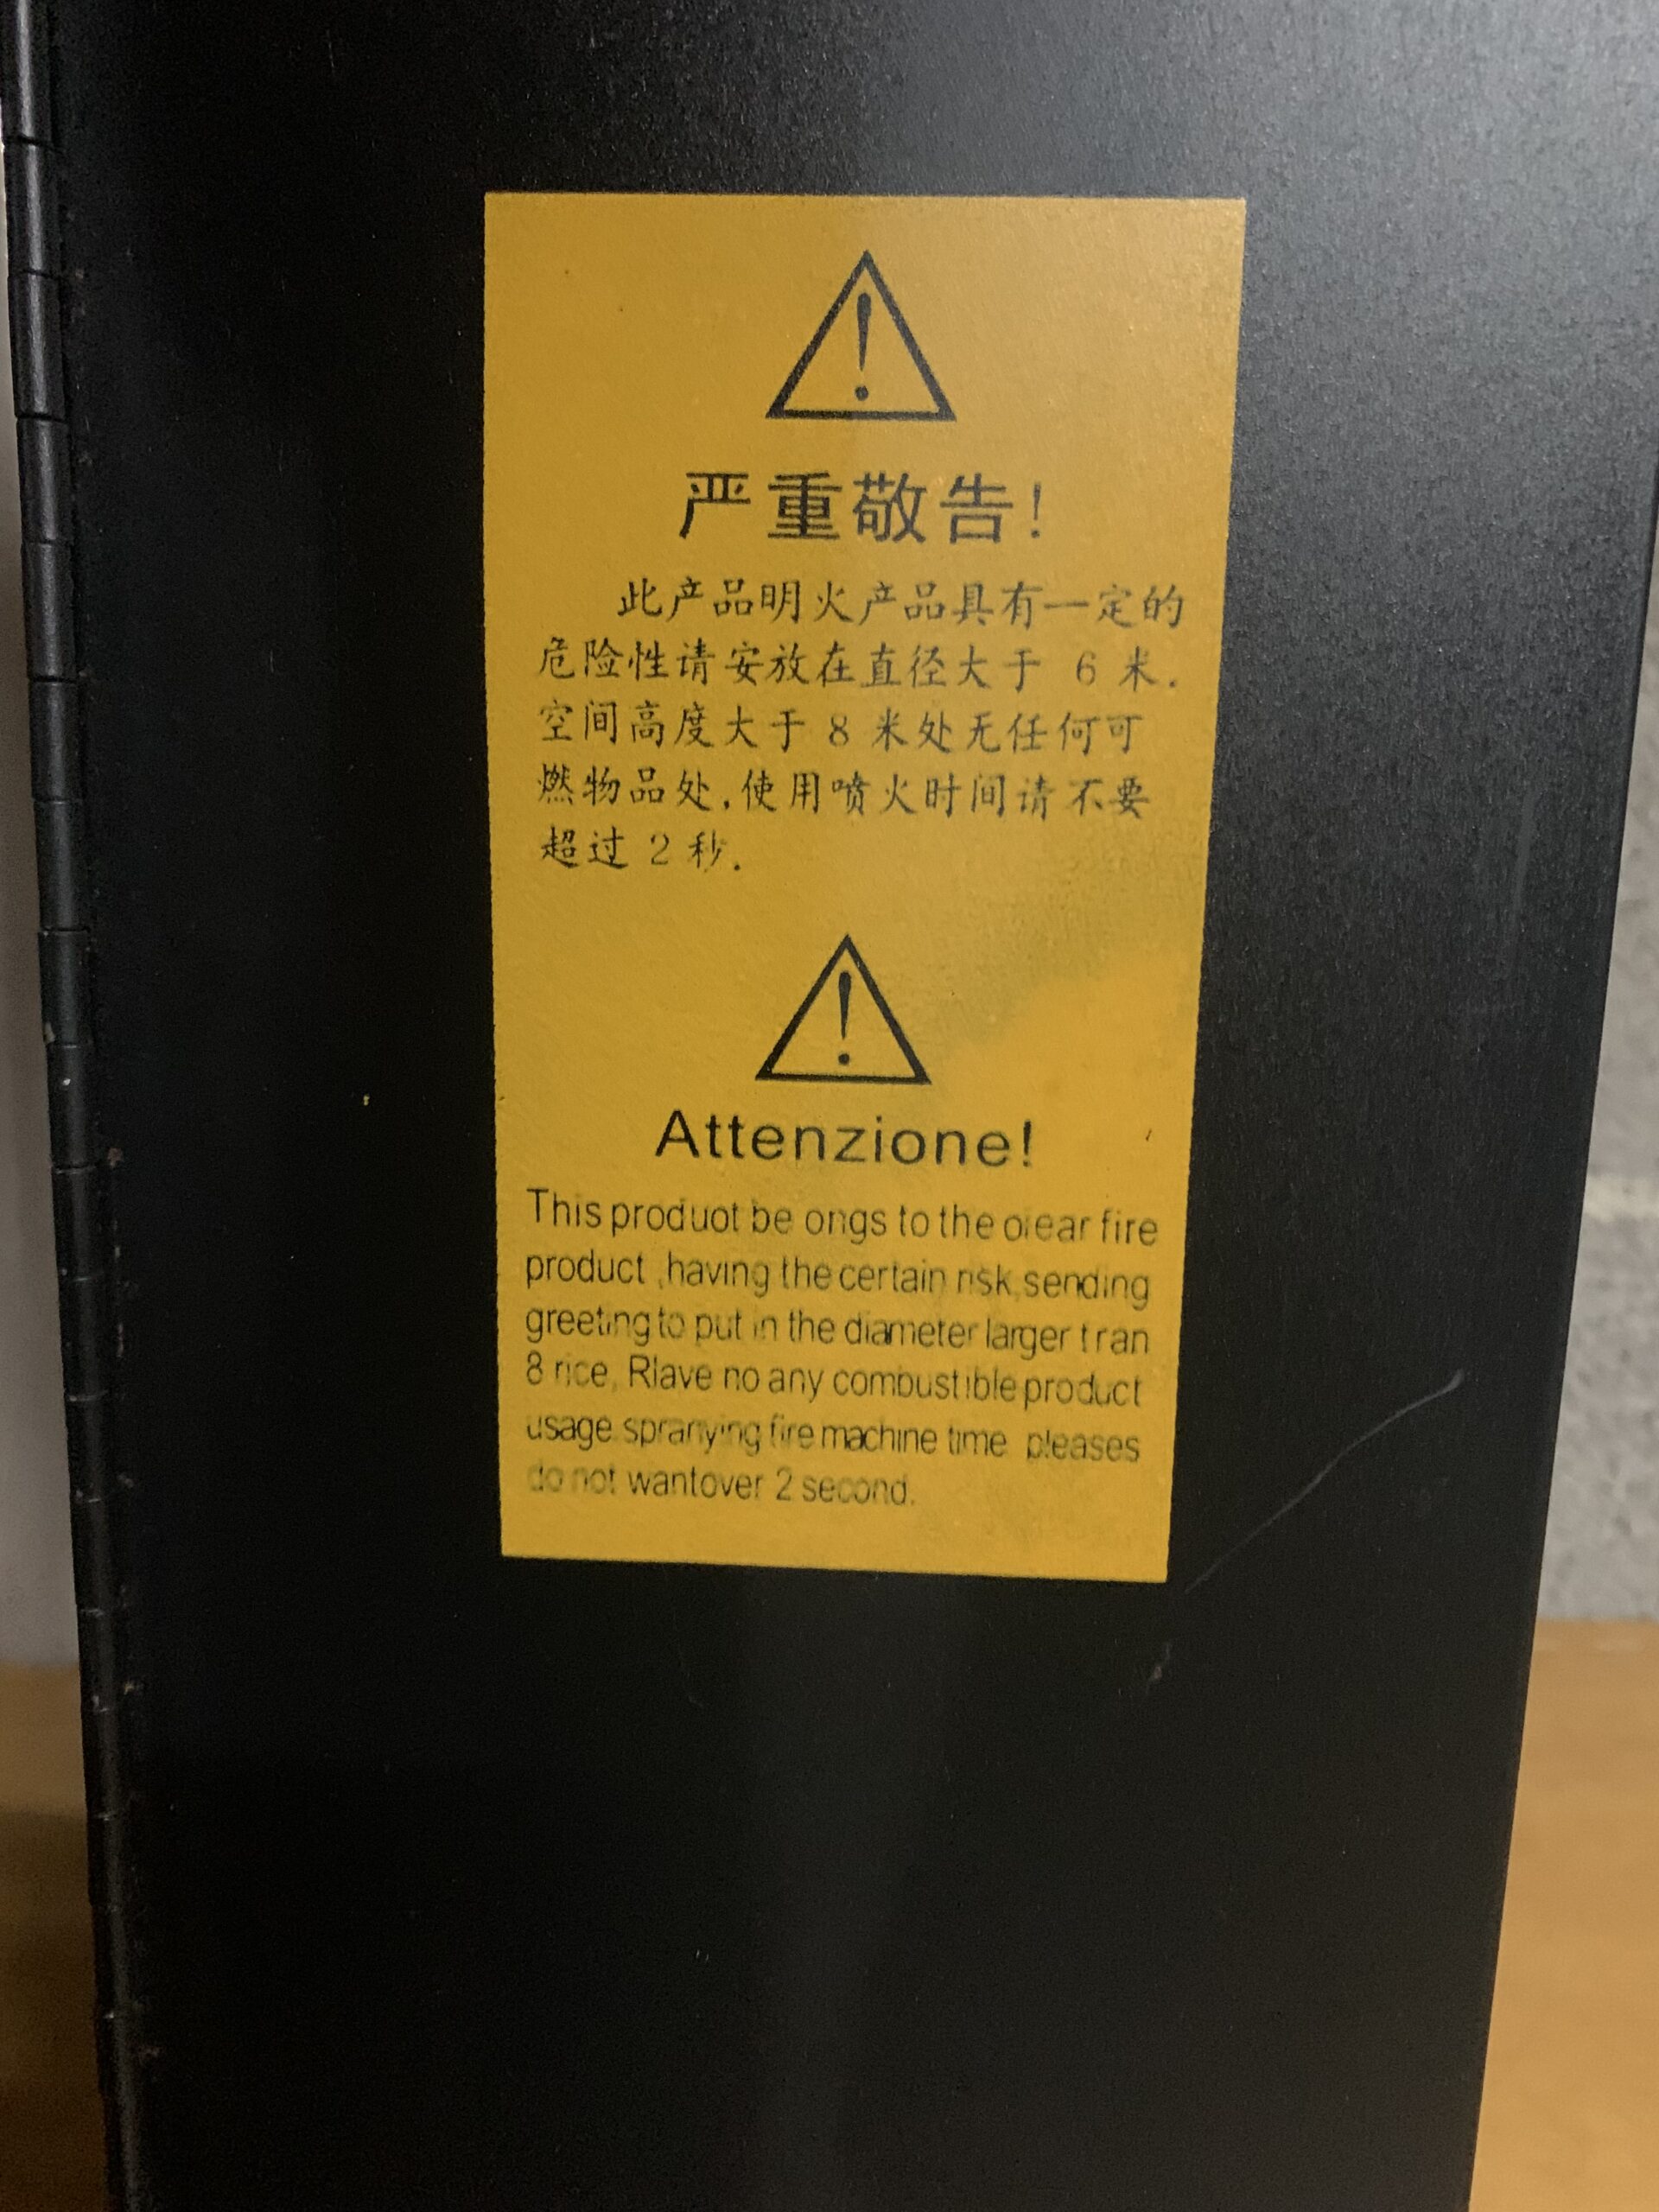 严重敬告!
此产品明火产品具有一定的
危险性请安放在直径大于 6 米.
空间高度大于 8 米处无任何可
燃物品处,使用喷火时间请不要
超过 2 秒.
Attenzione!
This produot be ongs to the olear fire
product ,having the certain risk,sending
greeting to put in the diameter larger tran
8 rice, Rlave no any combustible product
usage spranying fire machine time pleases
do not wantover 2 second.